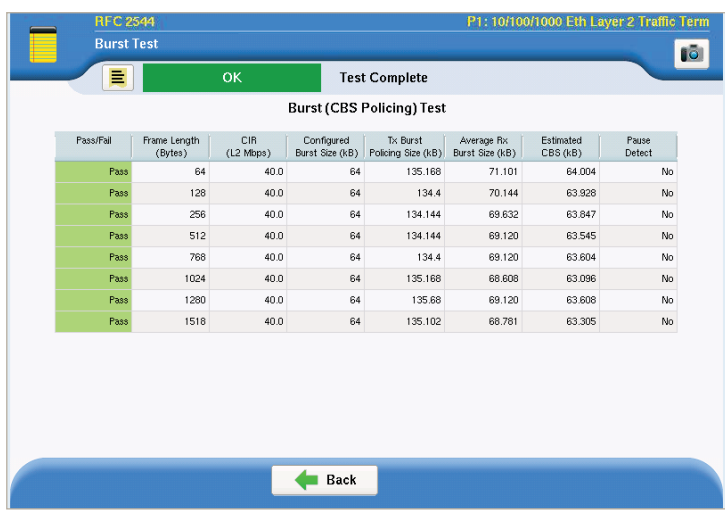 RFC 2544
P1: 10/100/1000 Eth Layer 2 Traffic Term
Burst Test
OK
Test Complete
Burst (CBS Policing) Test
Pass/Fail Frame Length (Bytes) CIR (L2 Mbps) Configured Burst Size (kB) Tx Burst Policing Size (kB) Average Rx Burst Size (kB) Estimated CBS (kB) Pause Detect
Pass 64 40.0 64 135.168 71.101 64.004 No
Pass 128 40.0 64 134.4 70.144 63.928 No
Pass 256 40.0 64 134.144 69.632 63.847 No
Pass 512 40.0 64 134.144 69.120 63.545 No
Pass 768 40.0 64 134.4 69.120 63.604 No
Pass 1024 40.0 64 135.168 68.608 63.096 No
Pass 1280 40.0 64 135.68 69.120 63.608 No
Pass 1518 40.0 64 135.102 68.781 63.305 No
Back